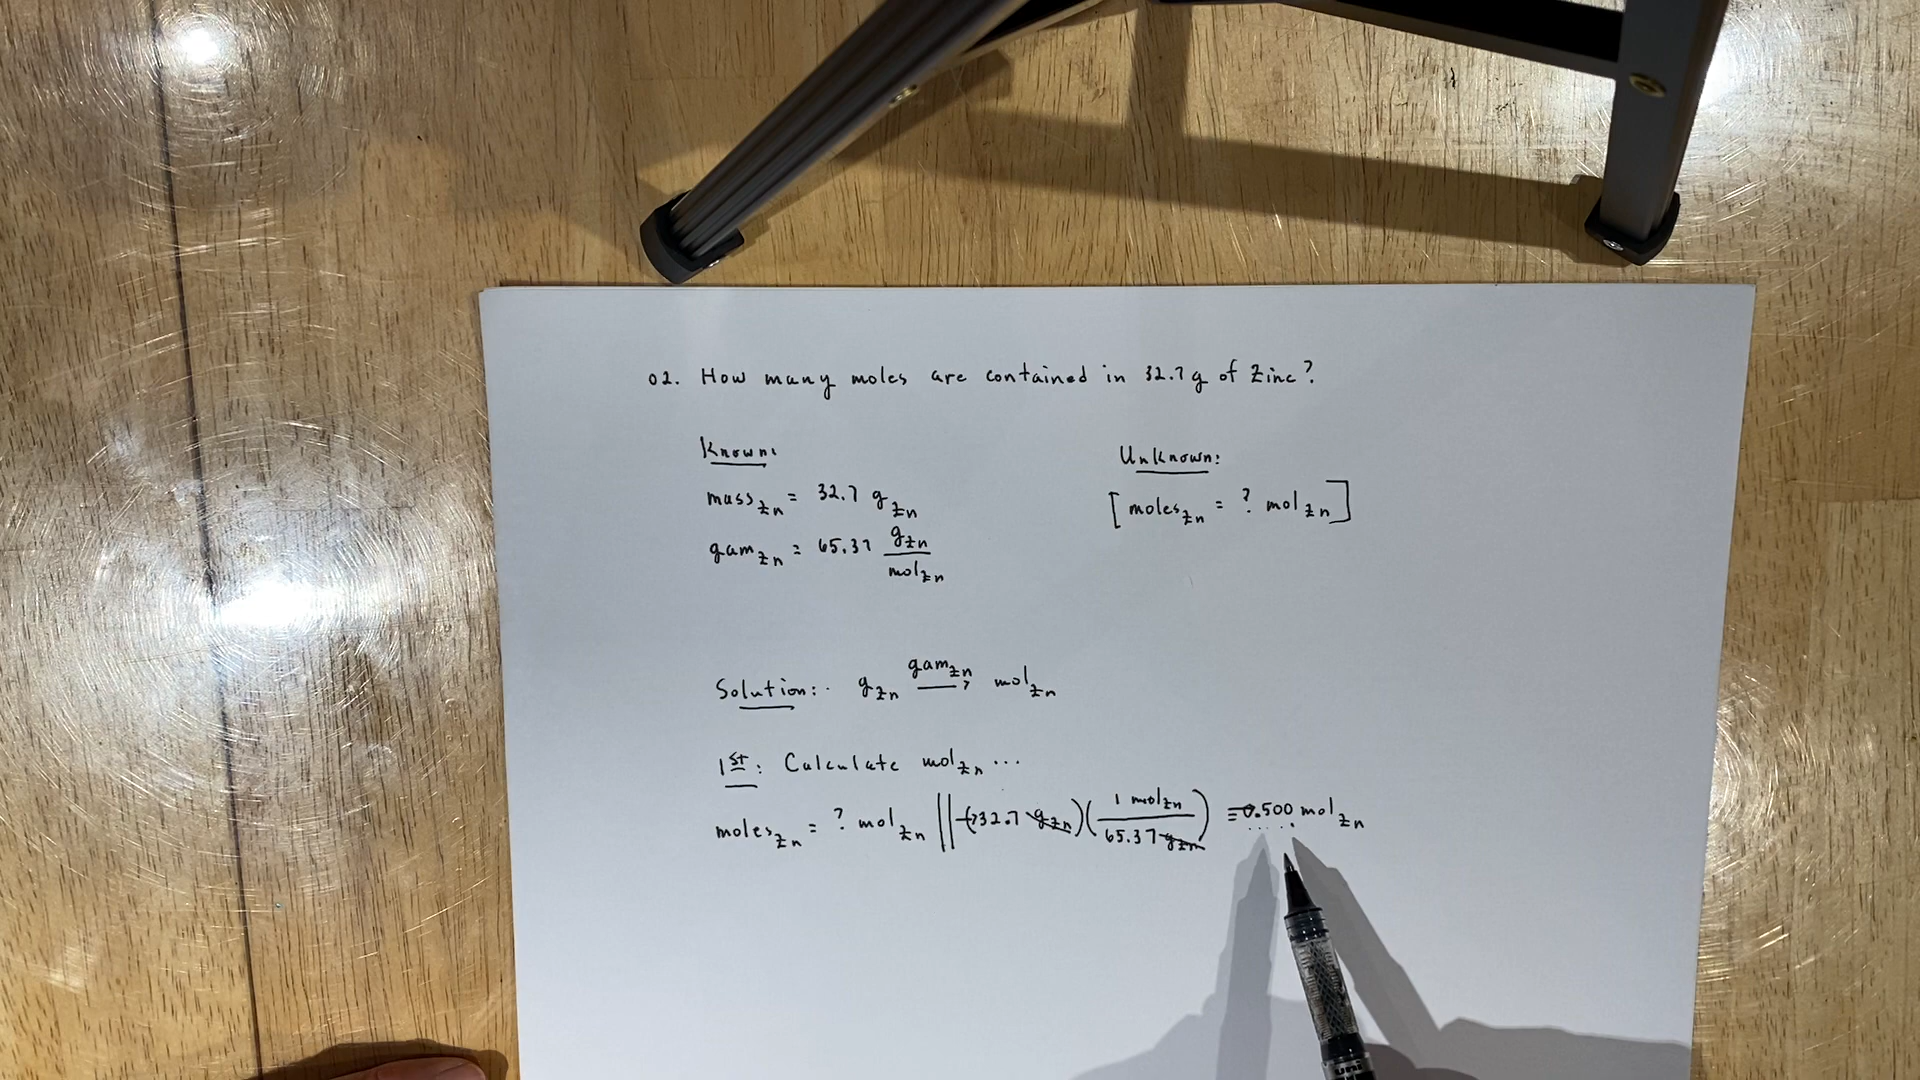 02. How many moles are contained in 32.7 g of Zinc?
Known:
mass Zn = 32.7 g Zn
gam Zn = 65.37 g Zn / mol Zn
Unknown:
[moles Zn = ? mol Zn]
Solution: g Zn gam Zn → mol Zn
1st: Calculate mol Zn ...
moles Zn = ? mol Zn || (32.7 g Zn)(1 mol Zn / 65.37 g Zn) = 0.500 mol Zn